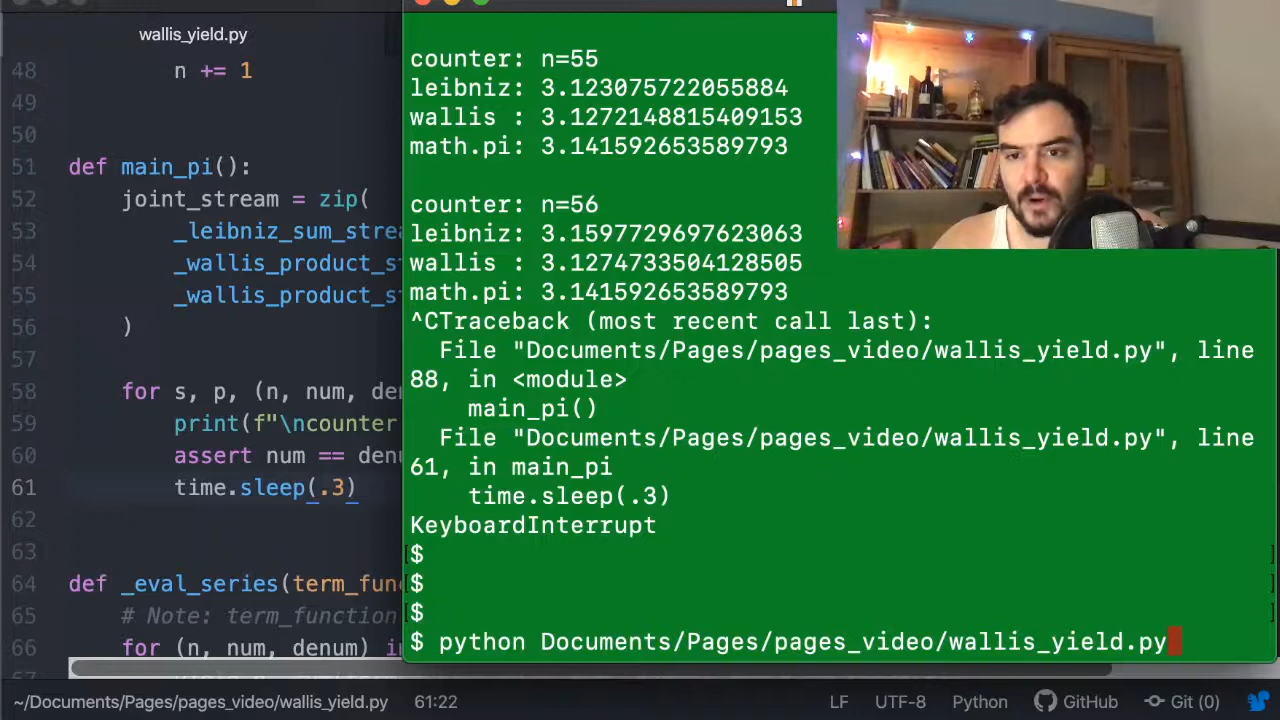 wallis_yield.py
48 n += 1
49
50
51 def main_pi():
52 joint_stream = zip(
53 _leibniz_sum_strea
54 _wallis_product_st
55 _wallis_product_st
56 )
57
58 for s, p, (n, num, den
59 print(f"\ncounter
60 assert num == denu
61 time.sleep(.3)
62
63
64 def _eval_series(term_func
65 # Note: term_function
66 for (n, num, denum) in
counter: n=55
leibniz: 3.123075722055884
wallis : 3.1272148815409153
math.pi: 3.141592653589793
counter: n=56
leibniz: 3.1597729697623063
wallis : 3.1274733504128505
math.pi: 3.141592653589793
^CTraceback (most recent call last):
File "Documents/Pages/pages_video/wallis_yield.py", line
88, in <module>
main_pi()
File "Documents/Pages/pages_video/wallis_yield.py", line
61, in main_pi
time.sleep(.3)
KeyboardInterrupt
$
$
$
$ python Documents/Pages/pages_video/wallis_yield.py
~/Documents/Pages/pages_video/wallis_yield.py 61:22 LF UTF-8 Python GitHub Git (0)